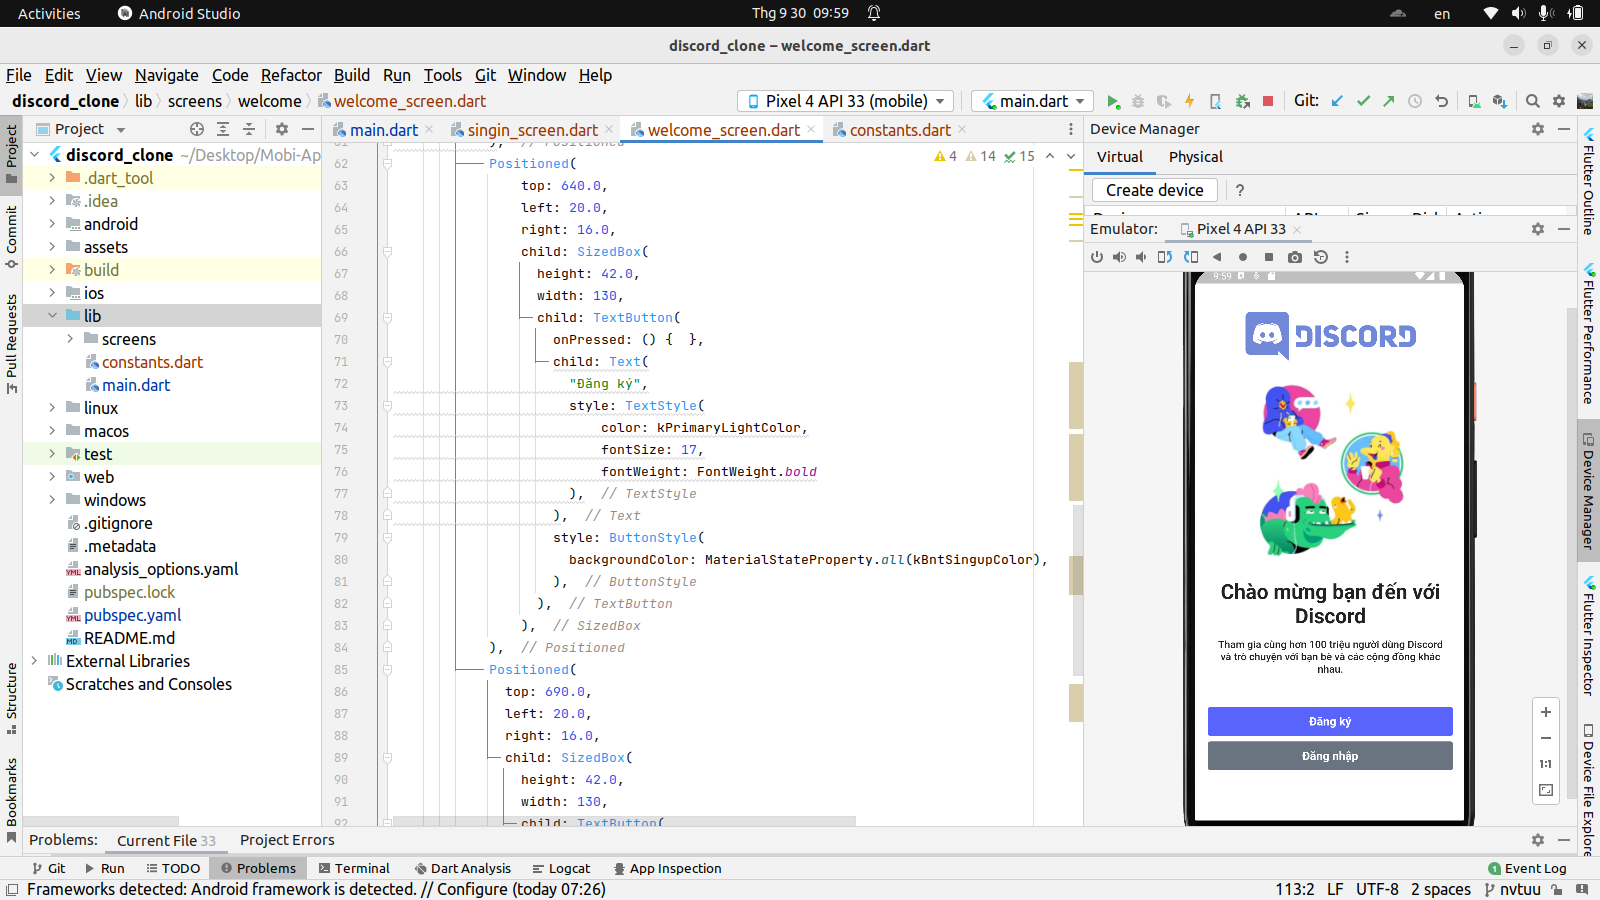 Activities
Android Studio
Thg 9 30 09:59
en
discord_clone – welcome_screen.dart
File Edit View Navigate Code Refactor Build Run Tools Git Window Help
discord_clone lib screens welcome welcome_screen.dart
Pixel 4 API 33 (mobile)
main.dart
Git:
Project
main.dart
singin_screen.dart
welcome_screen.dart
constants.dart
Device Manager
discord_clone ~/Desktop/Mobi-Ap
.dart_tool
.idea
android
assets
build
ios
lib
screens
constants.dart
main.dart
linux
macos
test
web
windows
.gitignore
.metadata
analysis_options.yaml
pubspec.lock
pubspec.yaml
README.md
External Libraries
Scratches and Consoles
Project
Commit
Pull Requests
Structure
Bookmarks
4 14 15
61 ), // Positioned
62 Positioned(
63 top: 640.0,
64 left: 20.0,
65 right: 16.0,
66 child: SizedBox(
67 height: 42.0,
68 width: 130,
69 child: TextButton(
70 onPressed: () {  },
71 child: Text(
72 "Đăng ký",
73 style: TextStyle(
74 color: kPrimaryLightColor,
75 fontSize: 17,
76 fontWeight: FontWeight.bold
77 ), // TextStyle
78 ), // Text
79 style: ButtonStyle(
80 backgroundColor: MaterialStateProperty.all(kBntSingupColor),
81 ), // ButtonStyle
82 ), // TextButton
83 ), // SizedBox
84 ), // Positioned
85 Positioned(
86 top: 690.0,
87 left: 20.0,
88 right: 16.0,
89 child: SizedBox(
90 height: 42.0,
91 width: 130,
92 child: TextButton(
Virtual Physical
Create device ?
Emulator: Pixel 4 API 33
9:59
DISCORD
Chào mừng bạn đến với
Discord
Tham gia cùng hơn 100 triệu người dùng Discord
và trò chuyện với bạn bè và các cộng đồng khác
nhau.
Đăng ký
Đăng nhập
1:1
Flutter Outline
Flutter Performance
Device Manager
Flutter Inspector
Device File Explore
Problems: Current File 33 Project Errors
Git Run TODO Problems Terminal Dart Analysis Logcat App Inspection
1 Event Log
Frameworks detected: Android framework is detected. // Configure (today 07:26)
113:2 LF UTF-8 2 spaces nvtuu